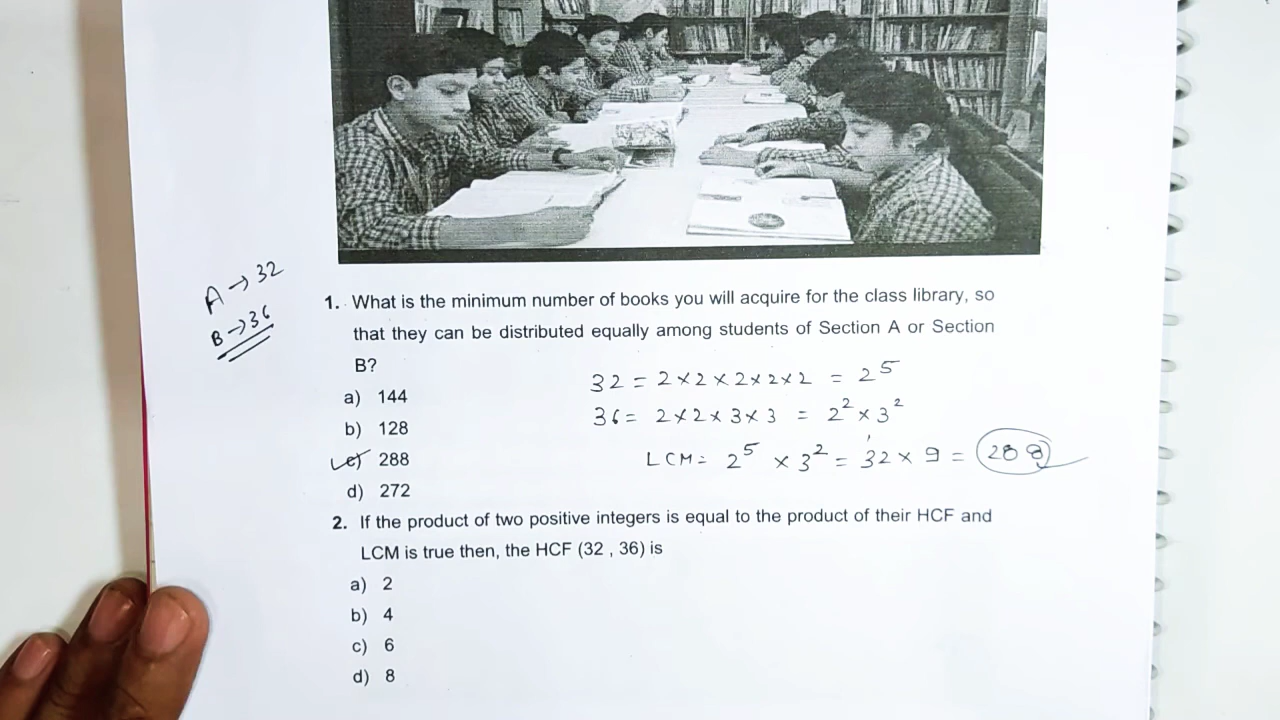 A → 32
B → 36
1. What is the minimum number of books you will acquire for the class library, so
that they can be distributed equally among students of Section A or Section
B?
a) 144
b) 128
c) 288
d) 272
32 = 2 × 2 × 2 × 2 × 2 = 2⁵
36 = 2 × 2 × 3 × 3 = 2² × 3²
LCM = 2⁵ × 3² = 32 × 9 = 288
2. If the product of two positive integers is equal to the product of their HCF and
LCM is true then, the HCF (32 , 36) is
a) 2
b) 4
c) 6
d) 8